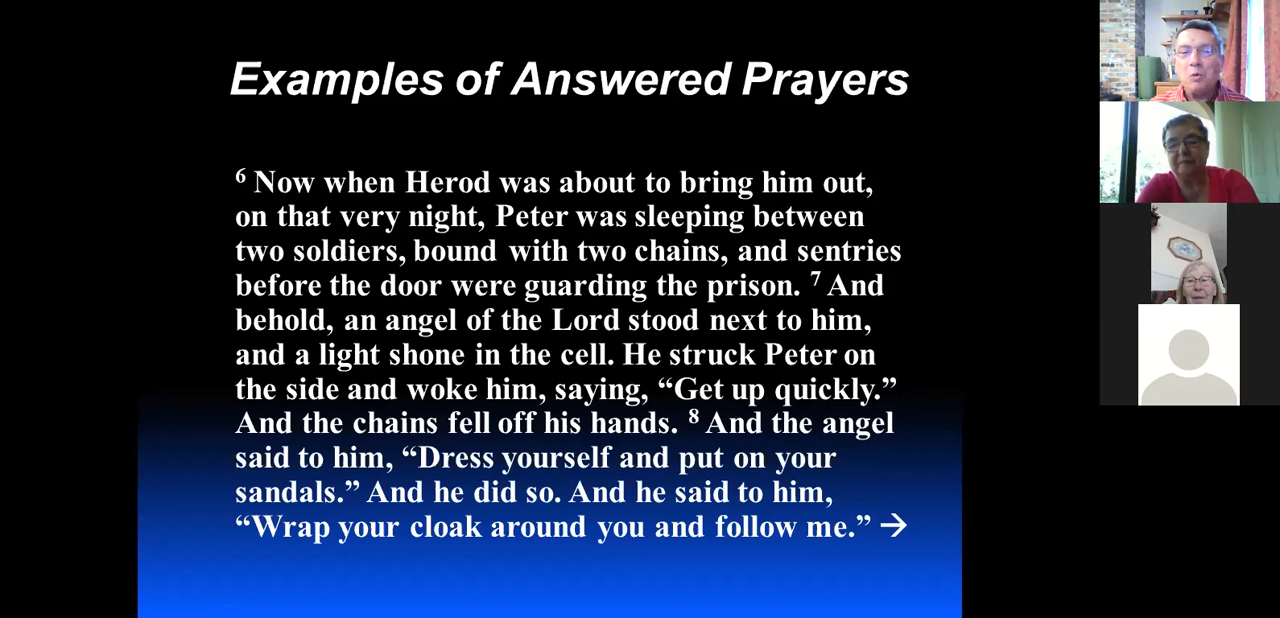 Examples of Answered Prayers
6 Now when Herod was about to bring him out,
on that very night, Peter was sleeping between
two soldiers, bound with two chains, and sentries
before the door were guarding the prison. 7 And
behold, an angel of the Lord stood next to him,
and a light shone in the cell. He struck Peter on
the side and woke him, saying, “Get up quickly.”
And the chains fell off his hands. 8 And the angel
said to him, “Dress yourself and put on your
sandals.” And he did so. And he said to him,
“Wrap your cloak around you and follow me.” →